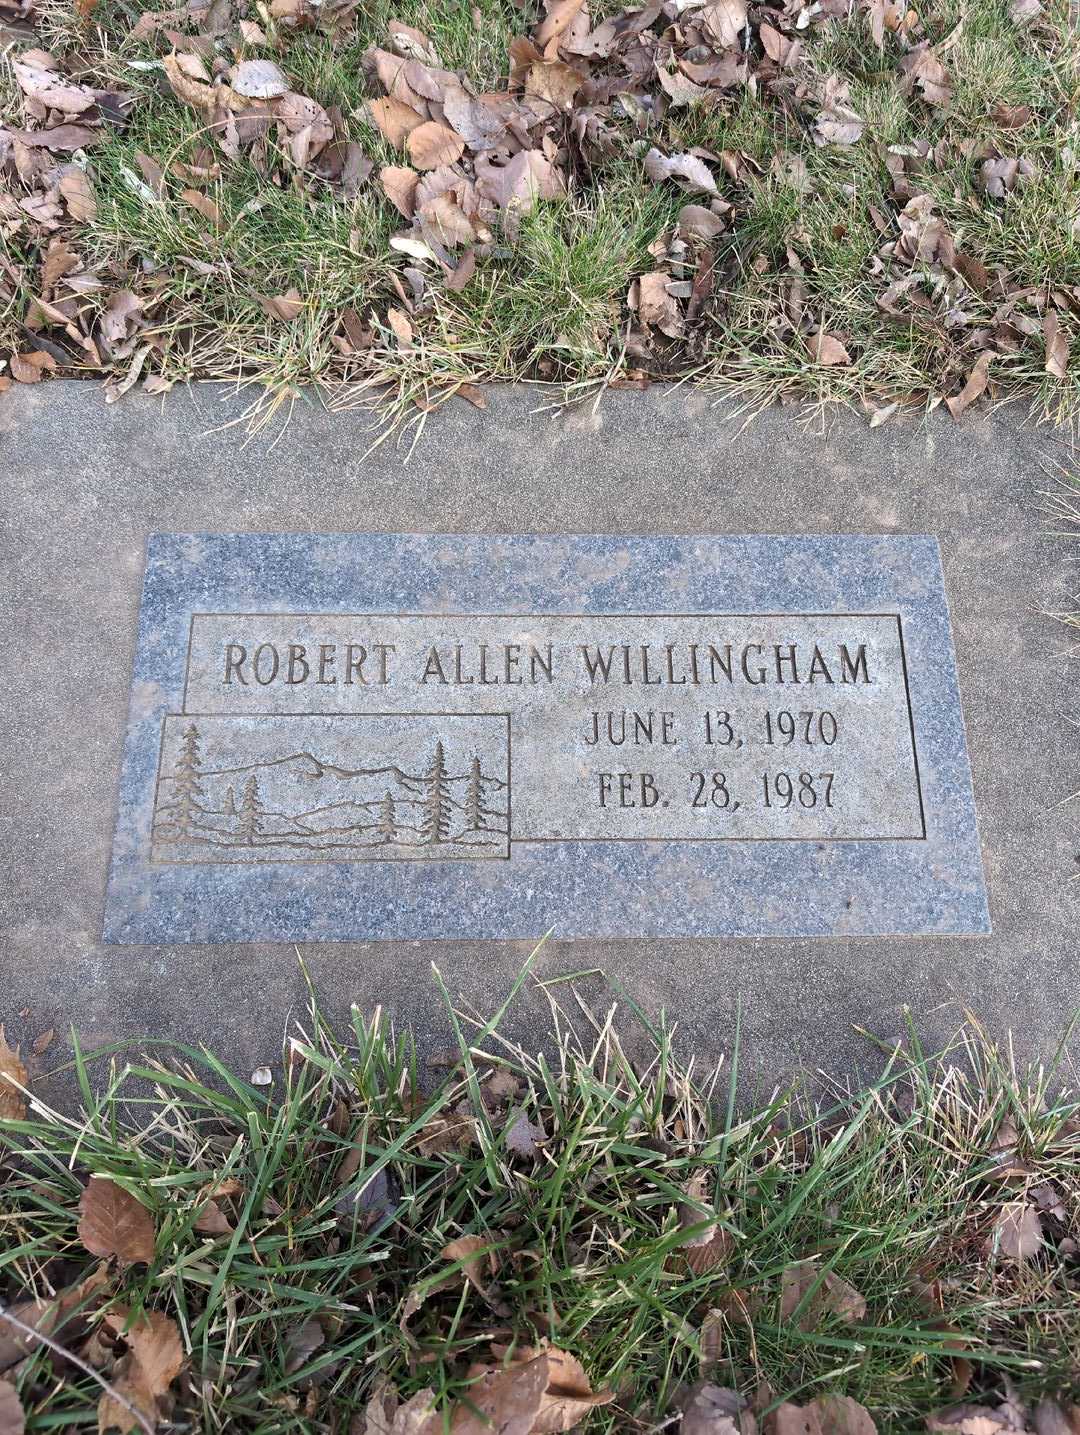 ROBERT ALLEN WILLINGHAM
JUNE 13, 1970
FEB. 28, 1987